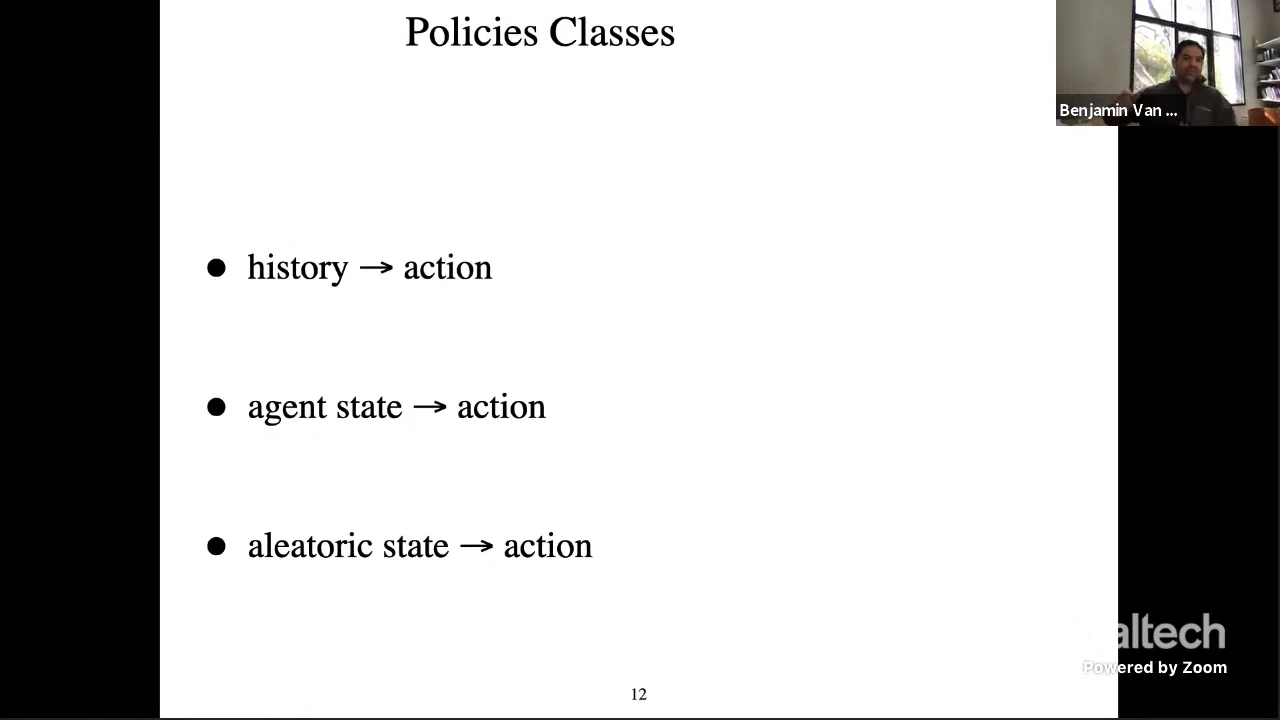 Policies Classes
Benjamin Van ...
● history → action
● agent state → action
● aleatoric state → action
altech
Powered by Zoom
12